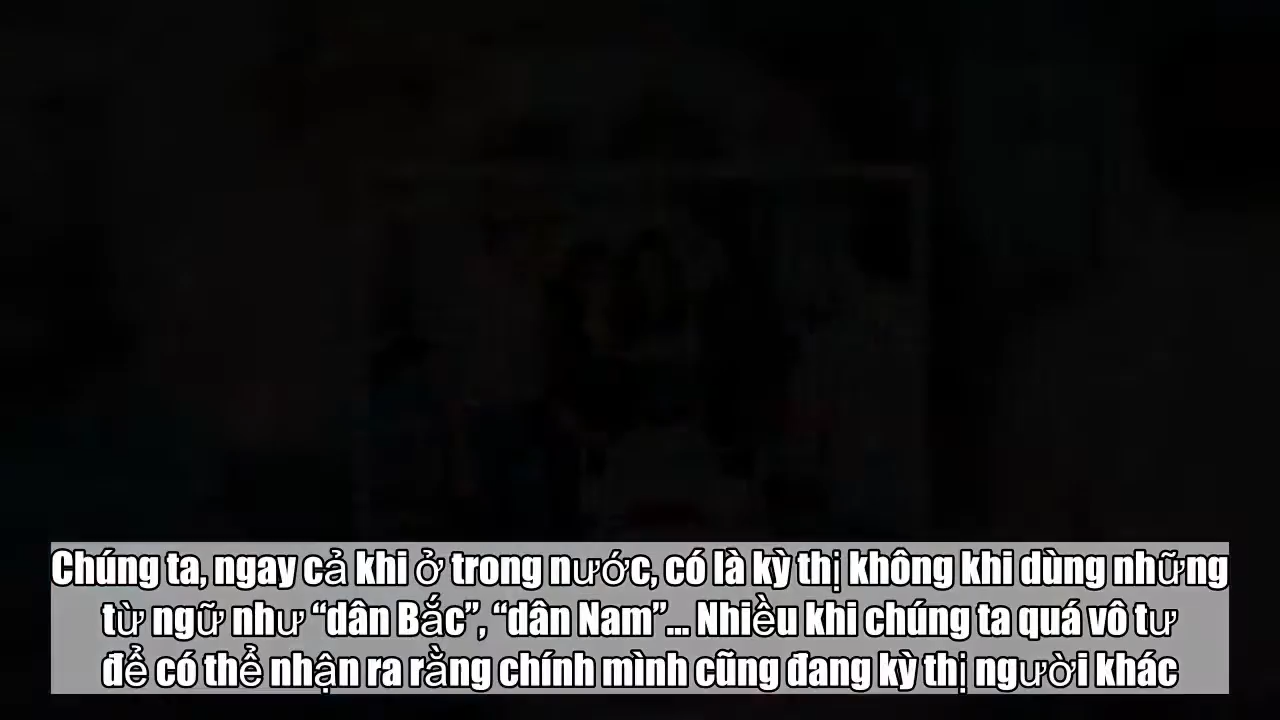 Chúng ta, ngay cả khi ở trong nước, có là kỳ thị không khi dùng những
từ ngữ như “dân Bắc”, “dân Nam”... Nhiều khi chúng ta quá vô tư
để có thể nhận ra rằng chính mình cũng đang kỳ thị người khác